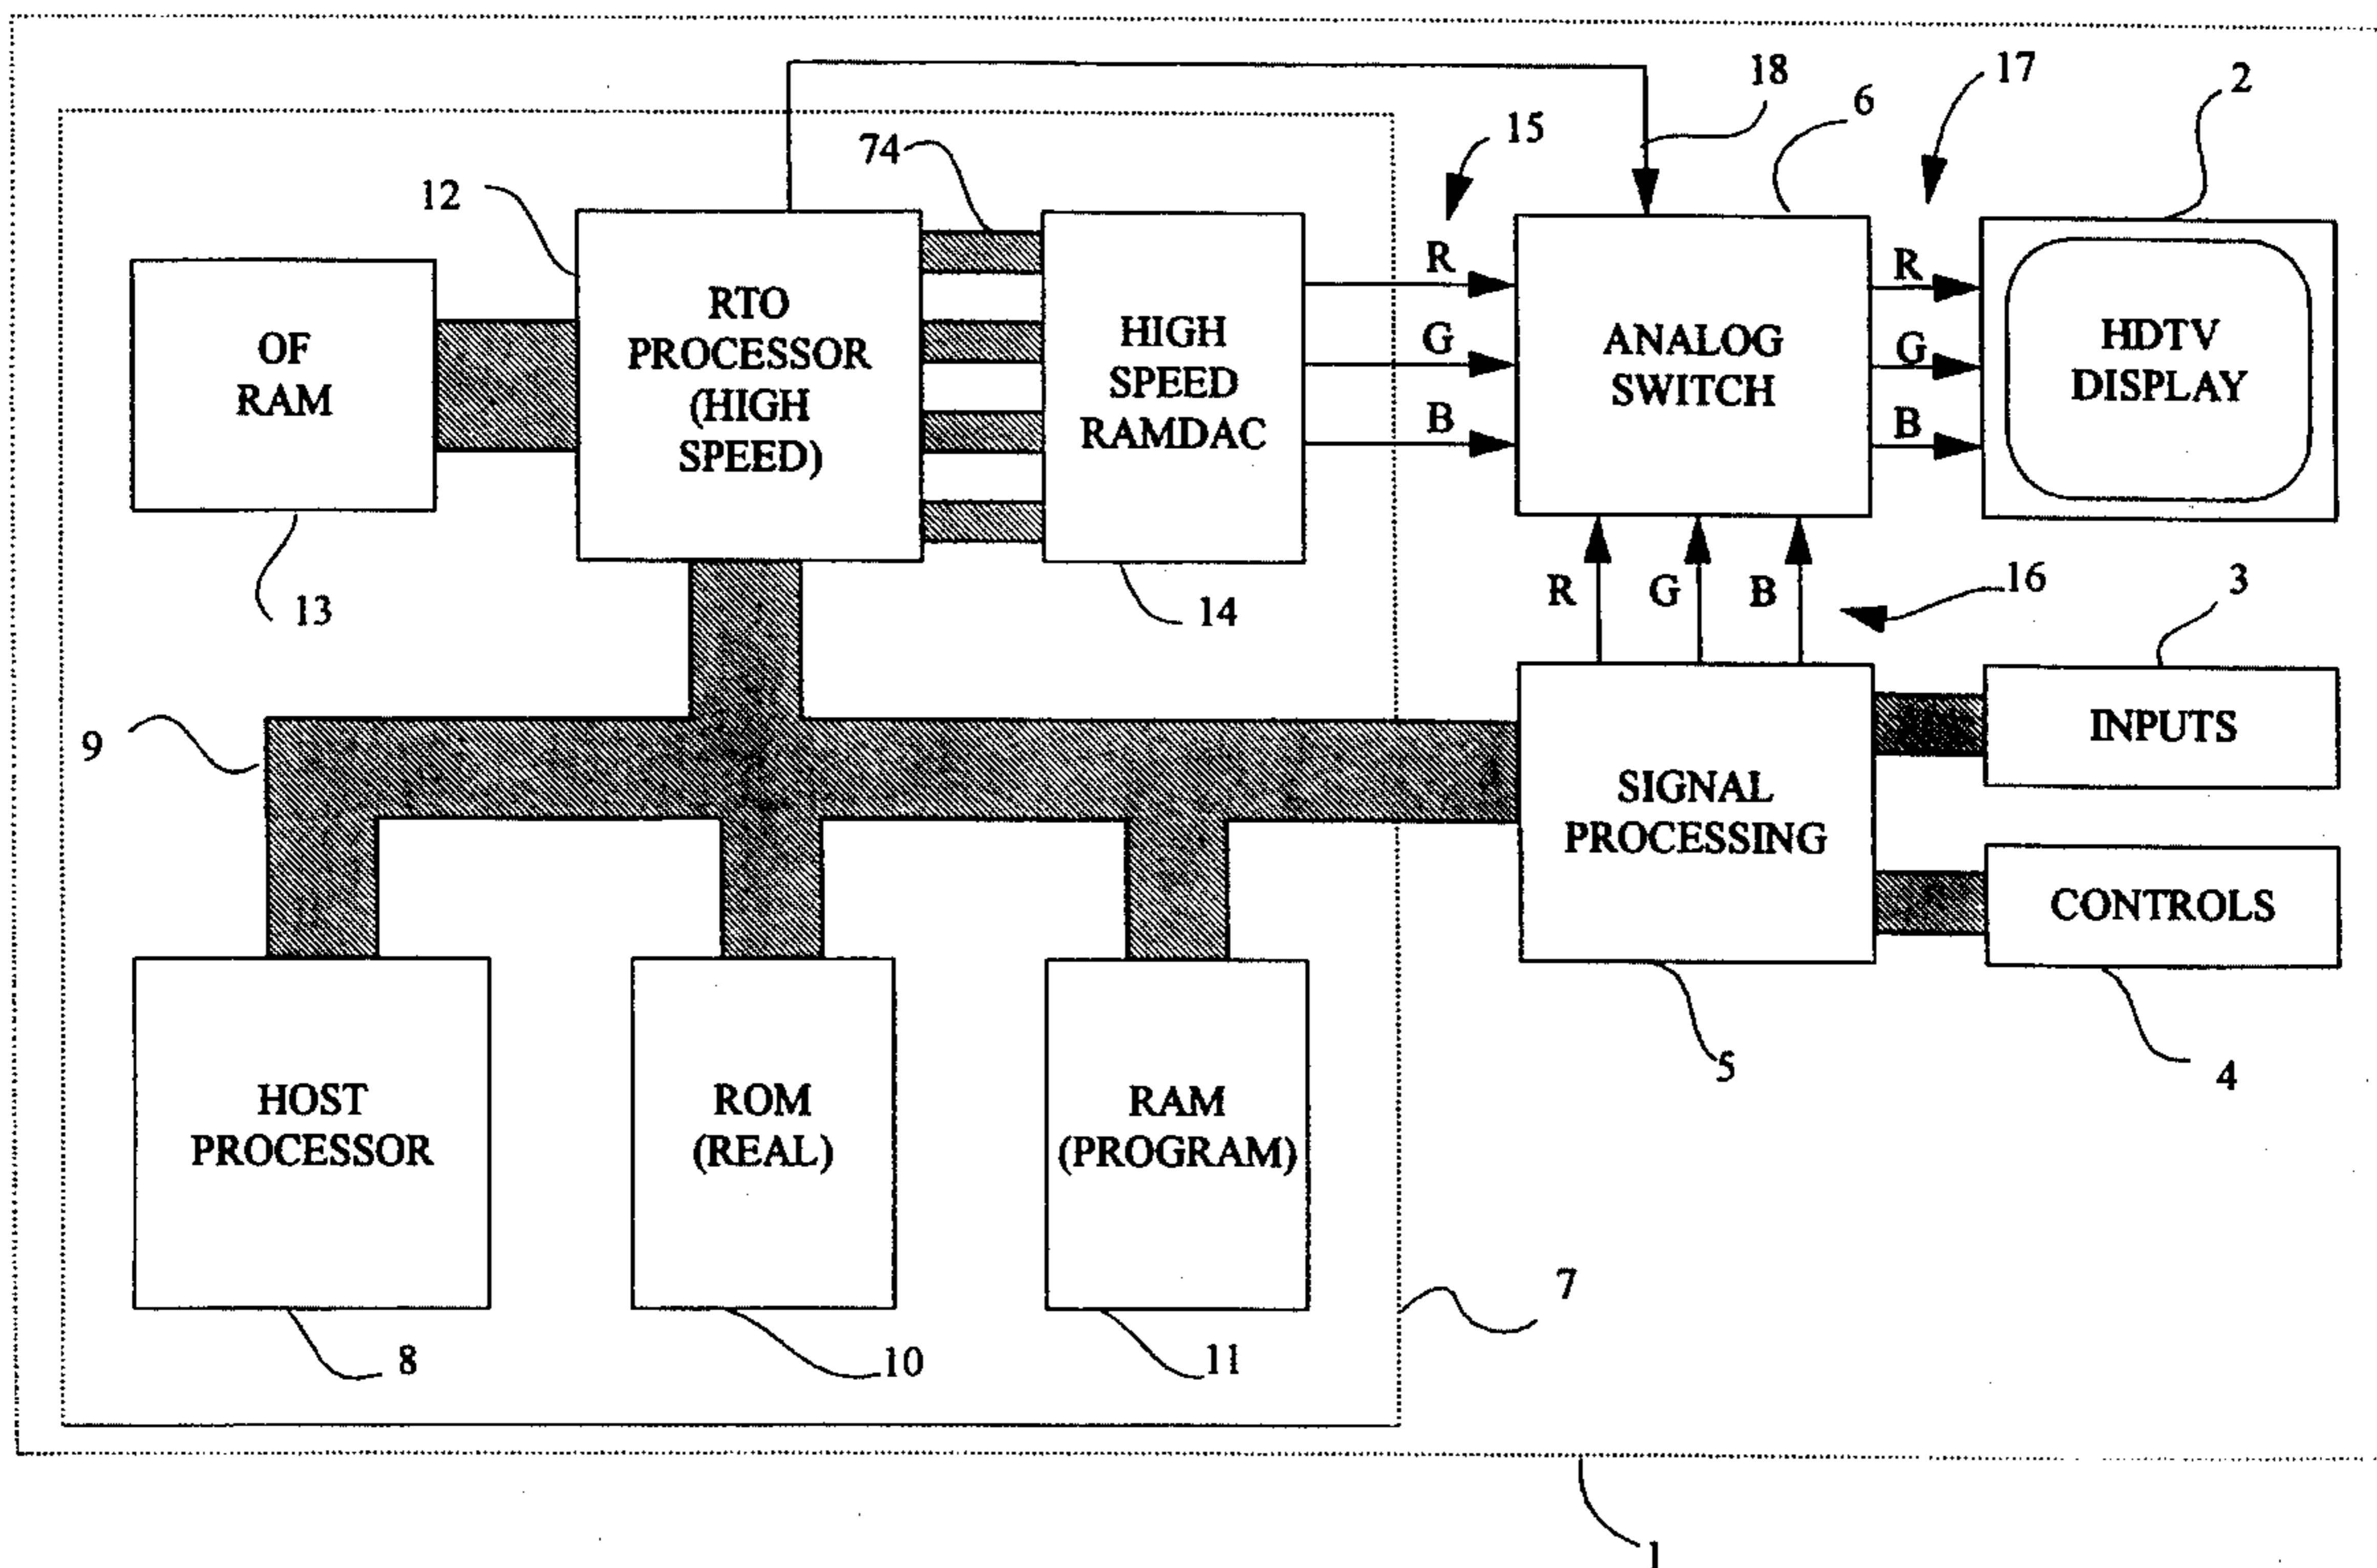 18
17
2
6
15
74
12
OF
RAM
RTO
PROCESSOR
(HIGH
SPEED)
HIGH
SPEED
RAMDAC
R
G
B
ANALOG
SWITCH
R
G
B
HDTV
DISPLAY
13
14
R
G
B
16
3
9
SIGNAL
PROCESSING
INPUTS
CONTROLS
HOST
PROCESSOR
ROM
(REAL)
RAM
(PROGRAM)
5
4
7
8
10
11
1